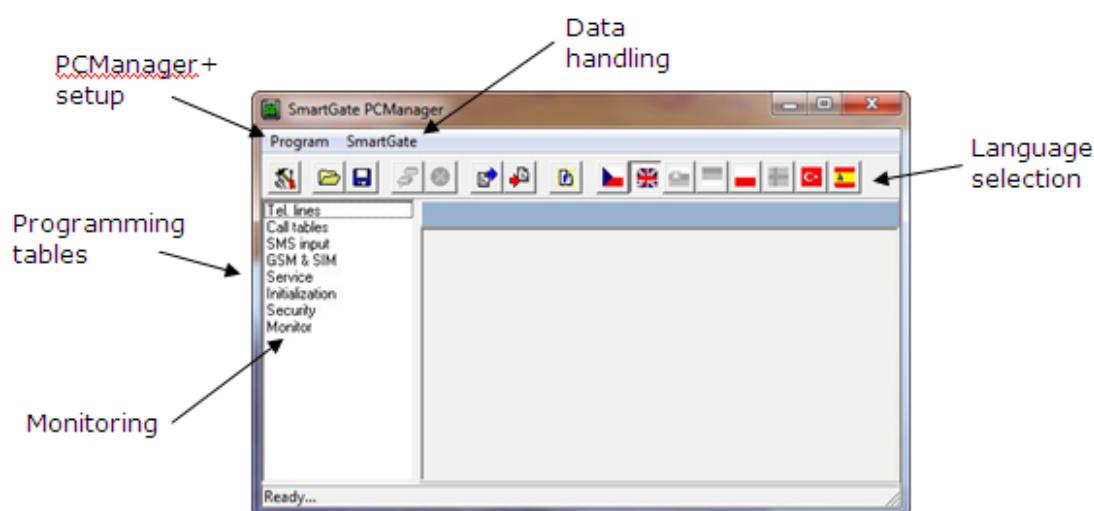 Data
handling
PCManager+
setup
SmartGate PCManager
Program SmartGate
Language
selection
Programming
tables
Tel. lines
Call tables
SMS input
GSM & SIM
Service
Initialization
Security
Monitor
Monitoring
Ready...